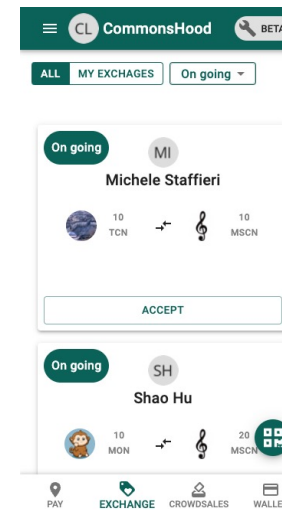 CL CommonsHood BETA
ALL MY EXCHAGES On going
On going
MI
Michele Staffieri
10 TCN 10 MSCN
ACCEPT
On going
SH
Shao Hu
10 MON 20 MSCN
PAY EXCHANGE CROWDSALES WALLE